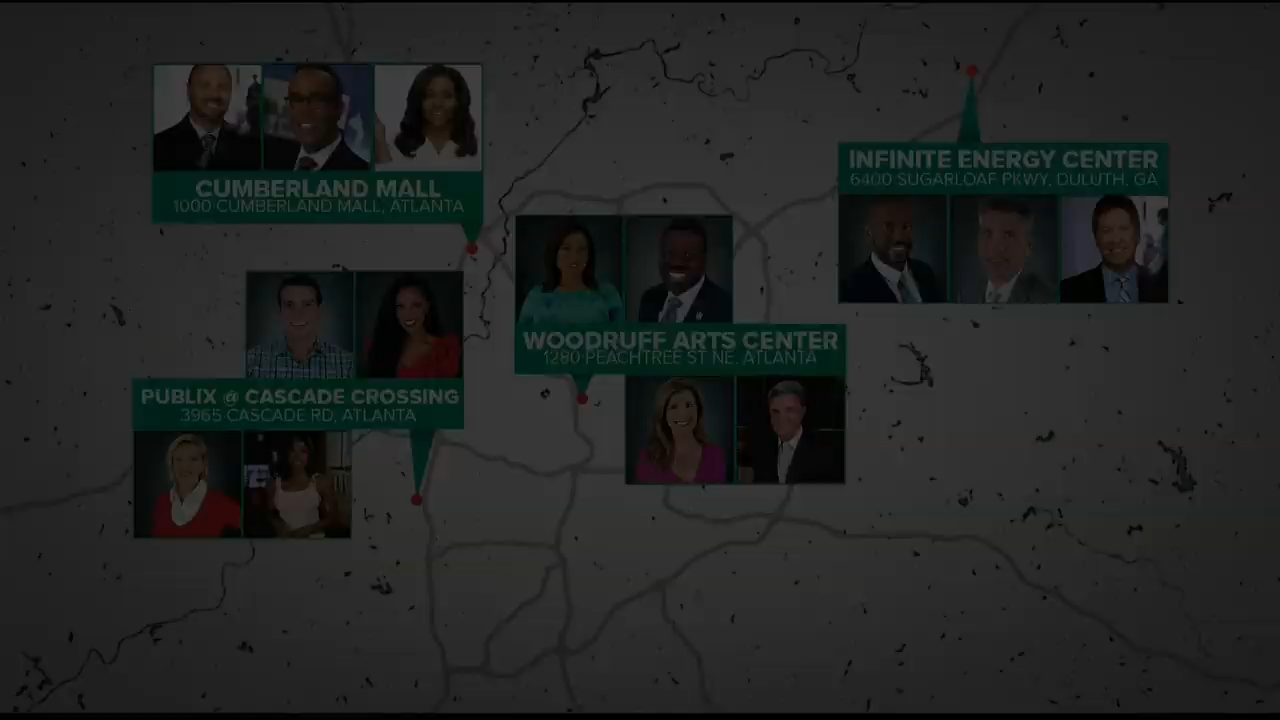 CUMBERLAND MALL
1000 CUMBERLAND MALL, ATLANTA
INFINITE ENERGY CENTER
6400 SUGARLOAF PKWY, DULUTH, GA
WOODRUFF ARTS CENTER
1280 PEACHTREE ST NE, ATLANTA
PUBLIX @ CASCADE CROSSING
3965 CASCADE RD, ATLANTA